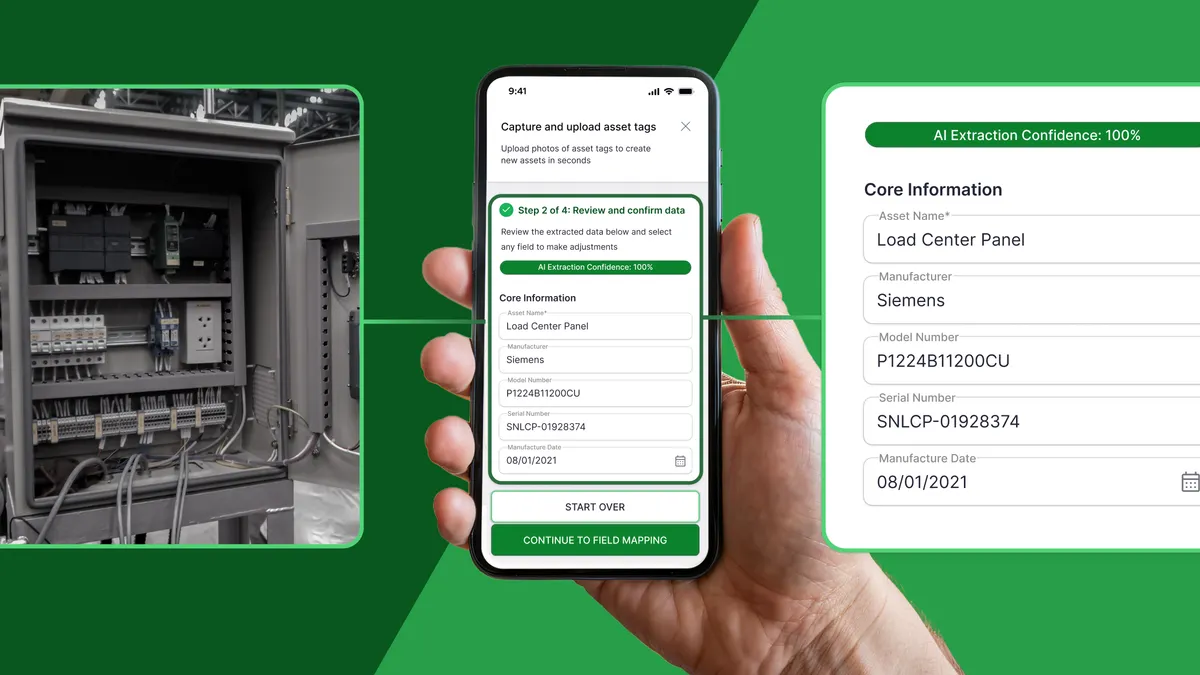 9:41
Capture and upload asset tags
Upload photos of asset tags to create
new assets in seconds
Step 2 of 4: Review and confirm data
Review the extracted data below and select
any field to make adjustments
AI Extraction Confidence: 100%
Core Information
Asset Name*
Load Center Panel
Manufacturer
Siemens
Model Number
P1224B11200CU
Serial Number
SNLCP-01928374
Manufacture Date
08/01/2021
START OVER
CONTINUE TO FIELD MAPPING
AI Extraction Confidence: 100%
Core Information
Asset Name*
Load Center Panel
Manufacturer
Siemens
Model Number
P1224B11200CU
Serial Number
SNLCP-01928374
Manufacture Date
08/01/2021